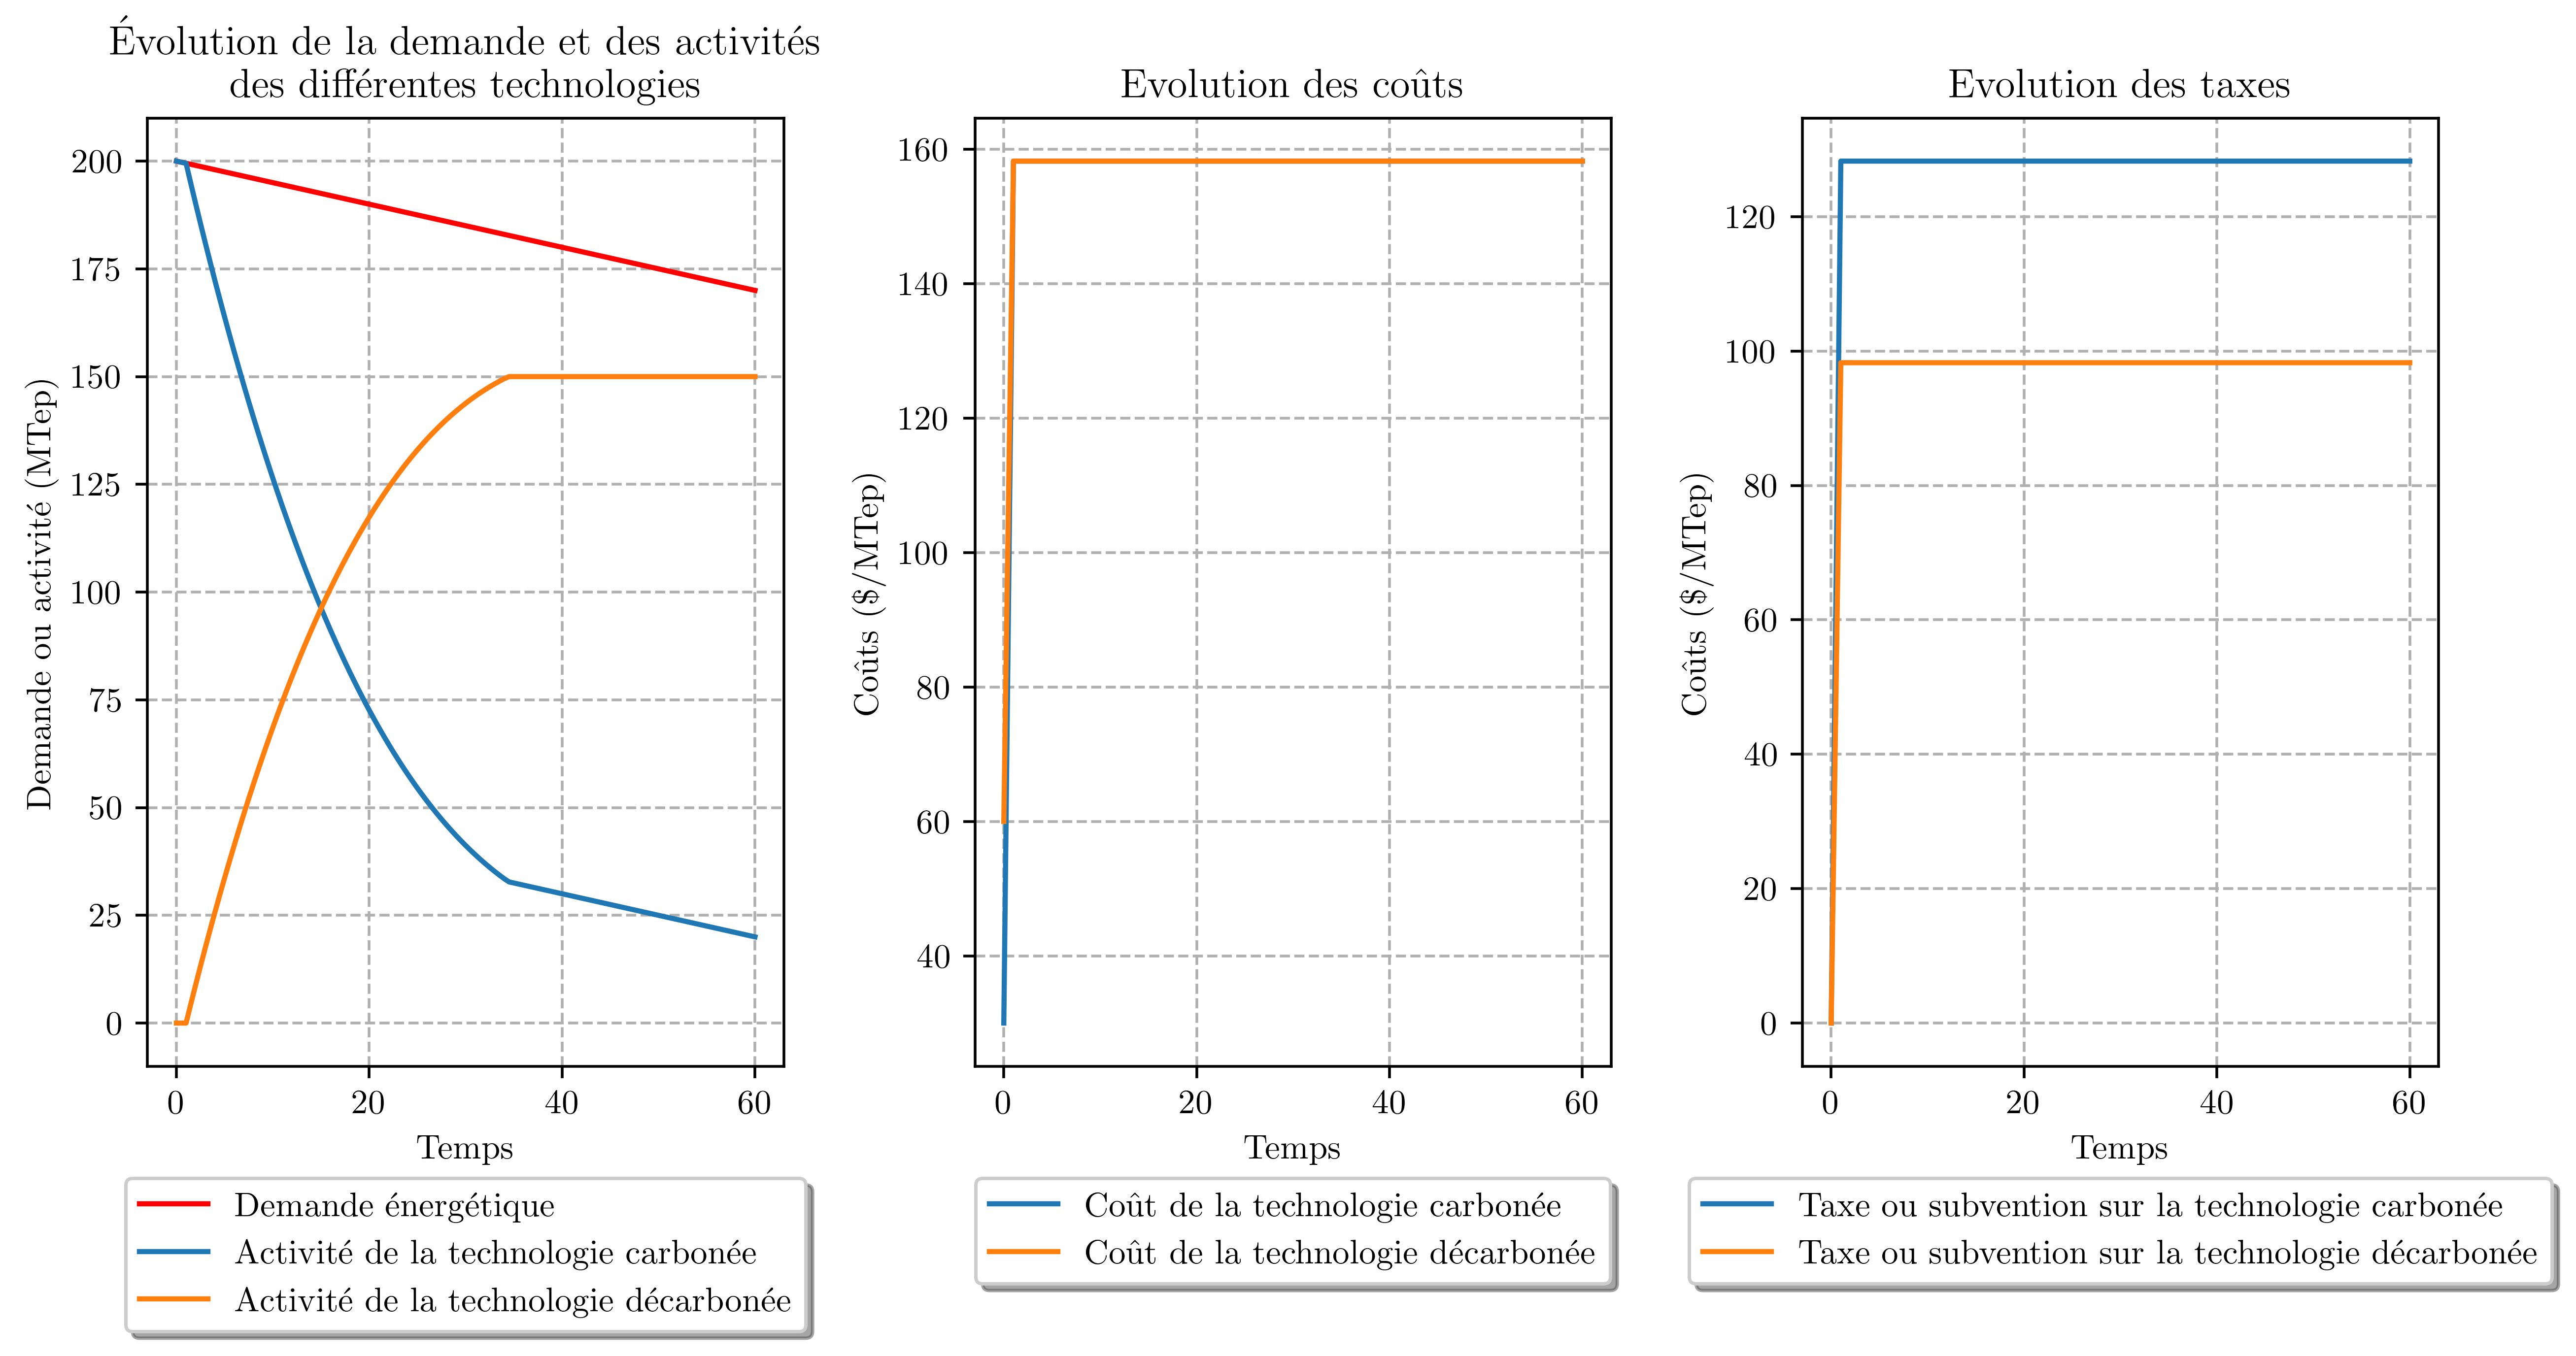 Évolution de la demande et des activités
des différentes technologies
Demande ou activité (MTep)
200
175
150
125
100
75
50
25
0
0 20 40 60
Temps
Demande énergétique
Activité de la technologie carbonée
Activité de la technologie décarbonée
Evolution des coûts
Coûts ($/MTep)
160
140
120
100
80
60
40
0 20 40 60
Temps
Coût de la technologie carbonée
Coût de la technologie décarbonée
Evolution des taxes
Coûts ($/MTep)
120
100
80
60
40
20
0
0 20 40 60
Temps
Taxe ou subvention sur la technologie carbonée
Taxe ou subvention sur la technologie décarbonée